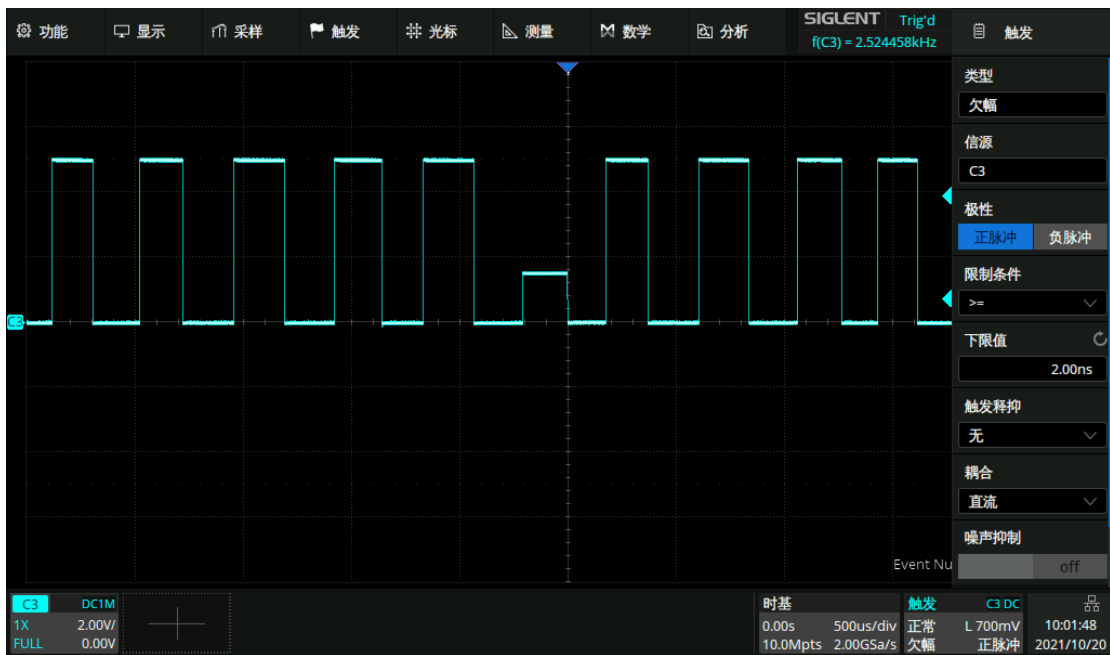 功能 显示 采样 触发 光标 测量 数学 分析
SIGLENT Trig'd
f(C3) = 2.524458kHz
触发
类型
欠幅
信源
C3
极性
正脉冲 负脉冲
限制条件
>=
下限值
2.00ns
触发释抑
无
耦合
直流
噪声抑制
off
C3
Event Nu
C3 DC1M
1X 2.00V/
FULL 0.00V
时基
0.00s 500us/div
10.0Mpts 2.00GSa/s
触发 C3 DC
正常 L 700mV
欠幅 正脉冲
10:01:48
2021/10/20